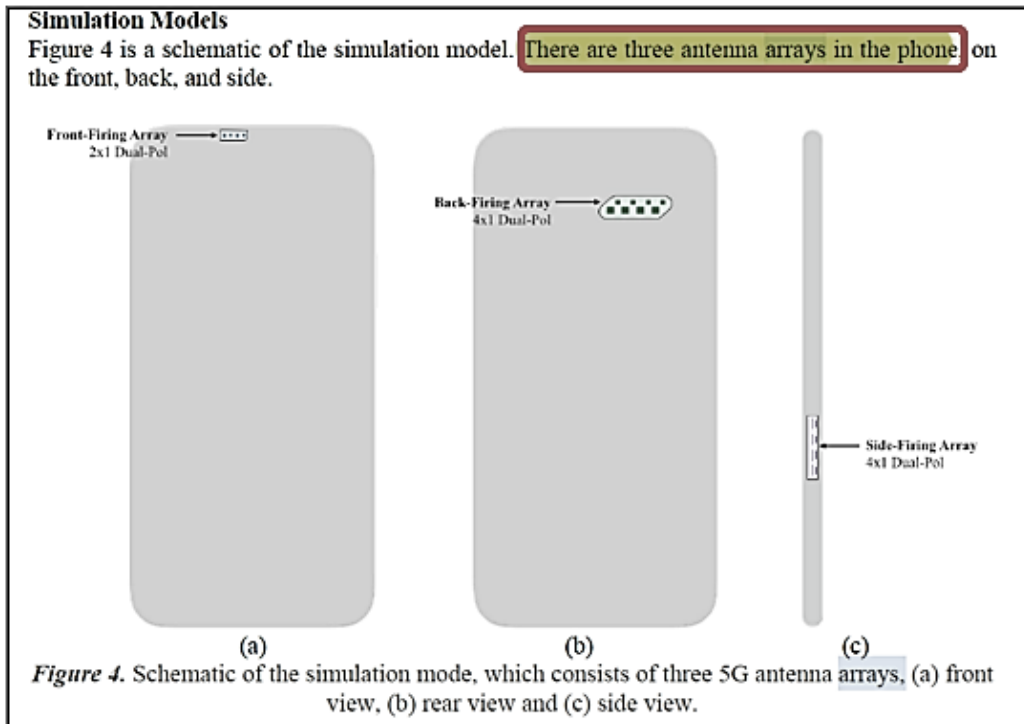 Simulation Models
Figure 4 is a schematic of the simulation model. There are three antenna arrays in the phone, on
the front, back, and side.
Front-Firing Array
2x1 Dual-Pol
Back-Firing Array
4x1 Dual-Pol
Side-Firing Array
4x1 Dual-Pol
(a)
(b)
(c)
Figure 4. Schematic of the simulation mode, which consists of three 5G antenna arrays, (a) front
view, (b) rear view and (c) side view.